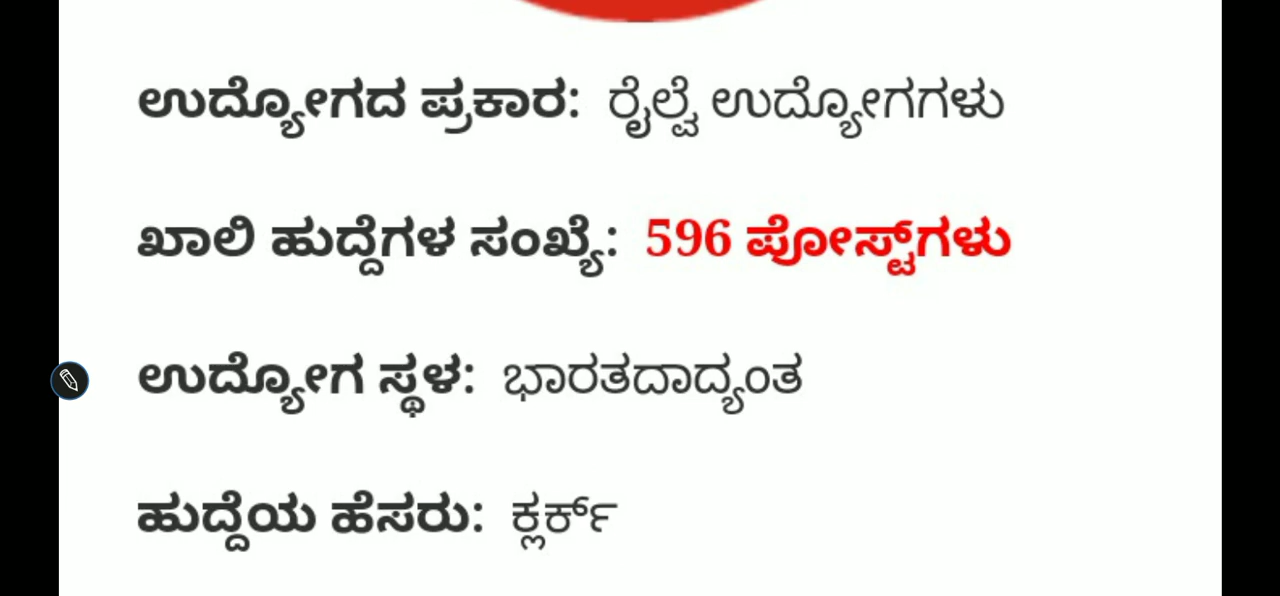 ಉದ್ಯೋಗದ ಪ್ರಕಾರ: ರೈಲ್ವೆ ಉದ್ಯೋಗಗಳು
ಖಾಲಿ ಹುದ್ದೆಗಳ ಸಂಖ್ಯೆ: 596 ಪೋಸ್ಟ್‌ಗಳು
ಉದ್ಯೋಗ ಸ್ಥಳ: ಭಾರತದಾದ್ಯಂತ
ಹುದ್ದೆಯ ಹೆಸರು: ಕ್ಲರ್ಕ್